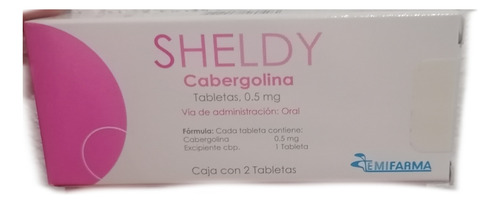 SHELDY
Cabergolina
Tabletas, 0.5 mg
Vía de administración: Oral
Fórmula: Cada tableta contiene:
Cabergolina 0.5 mg
Excipiente cbp. 1 Tableta
Caja con 2 Tabletas
TEMIFARMA